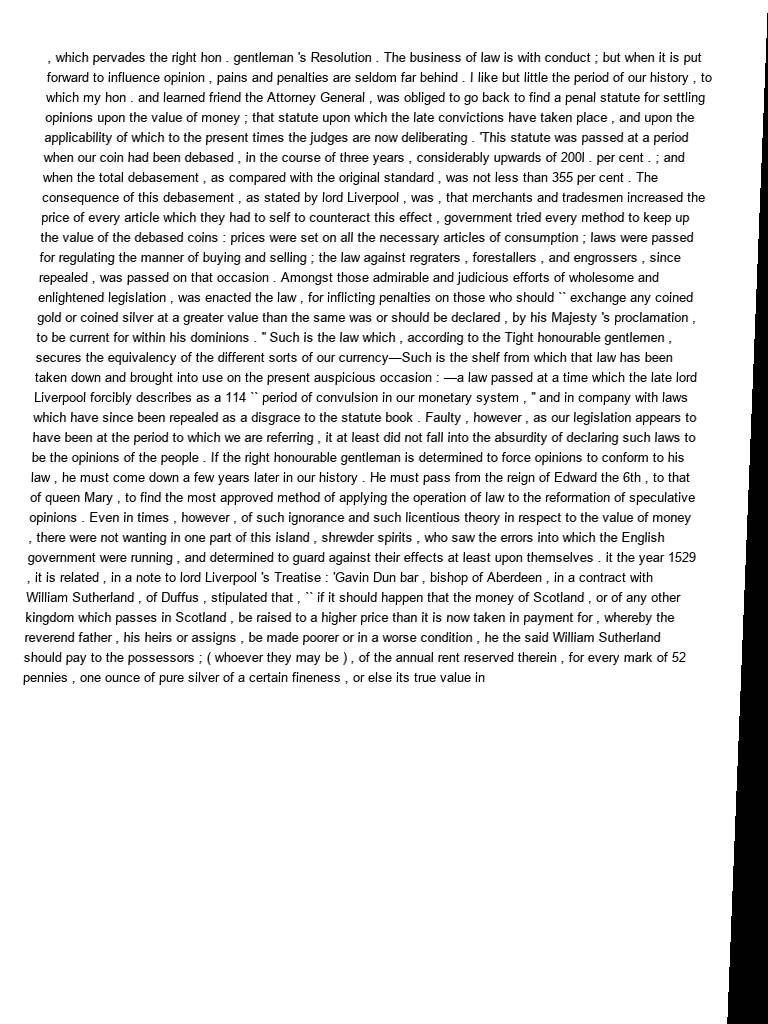 , which pervades the right hon . gentleman 's Resolution . The business of law is with conduct ; but when it is put
forward to influence opinion , pains and penalties are seldom far behind . I like but little the period of our history , to
which my hon . and learned friend the Attorney General , was obliged to go back to find a penal statute for settling
opinions upon the value of money ; that statute upon which the late convictions have taken place , and upon the
applicability of which to the present times the judges are now deliberating . 'This statute was passed at a period
when our coin had been debased , in the course of three years , considerably upwards of 200l . per cent . ; and
when the total debasement , as compared with the original standard , was not less than 355 per cent . The
consequence of this debasement , as stated by lord Liverpool , was , that merchants and tradesmen increased the
price of every article which they had to self to counteract this effect , government tried every method to keep up
the value of the debased coins : prices were set on all the necessary articles of consumption ; laws were passed
for regulating the manner of buying and selling ; the law against regraters , forestallers , and engrossers , since
repealed , was passed on that occasion . Amongst those admirable and judicious efforts of wholesome and
enlightened legislation , was enacted the law , for inflicting penalties on those who should `` exchange any coined
gold or coined silver at a greater value than the same was or should be declared , by his Majesty 's proclamation ,
to be current for within his dominions . " Such is the law which , according to the Tight honourable gentlemen ,
secures the equivalency of the different sorts of our currency—Such is the shelf from which that law has been
taken down and brought into use on the present auspicious occasion : —a law passed at a time which the late lord
Liverpool forcibly describes as a 114 `` period of convulsion in our monetary system , " and in company with laws
which have since been repealed as a disgrace to the statute book . Faulty , however , as our legislation appears to
have been at the period to which we are referring , it at least did not fall into the absurdity of declaring such laws to
be the opinions of the people . If the right honourable gentleman is determined to force opinions to conform to his
law , he must come down a few years later in our history . He must pass from the reign of Edward the 6th , to that
of queen Mary , to find the most approved method of applying the operation of law to the reformation of speculative
opinions . Even in times , however , of such ignorance and such licentious theory in respect to the value of money
, there were not wanting in one part of this island , shrewder spirits , who saw the errors into which the English
government were running , and determined to guard against their effects at least upon themselves . it the year 1529
, it is related , in a note to lord Liverpool 's Treatise : 'Gavin Dun bar , bishop of Aberdeen , in a contract with
William Sutherland , of Duffus , stipulated that , `` if it should happen that the money of Scotland , or of any other
kingdom which passes in Scotland , be raised to a higher price than it is now taken in payment for , whereby the
reverend father , his heirs or assigns , be made poorer or in a worse condition , he the said William Sutherland
should pay to the possessors ; ( whoever they may be ) , of the annual rent reserved therein , for every mark of 52
pennies , one ounce of pure silver of a certain fineness , or else its true value in